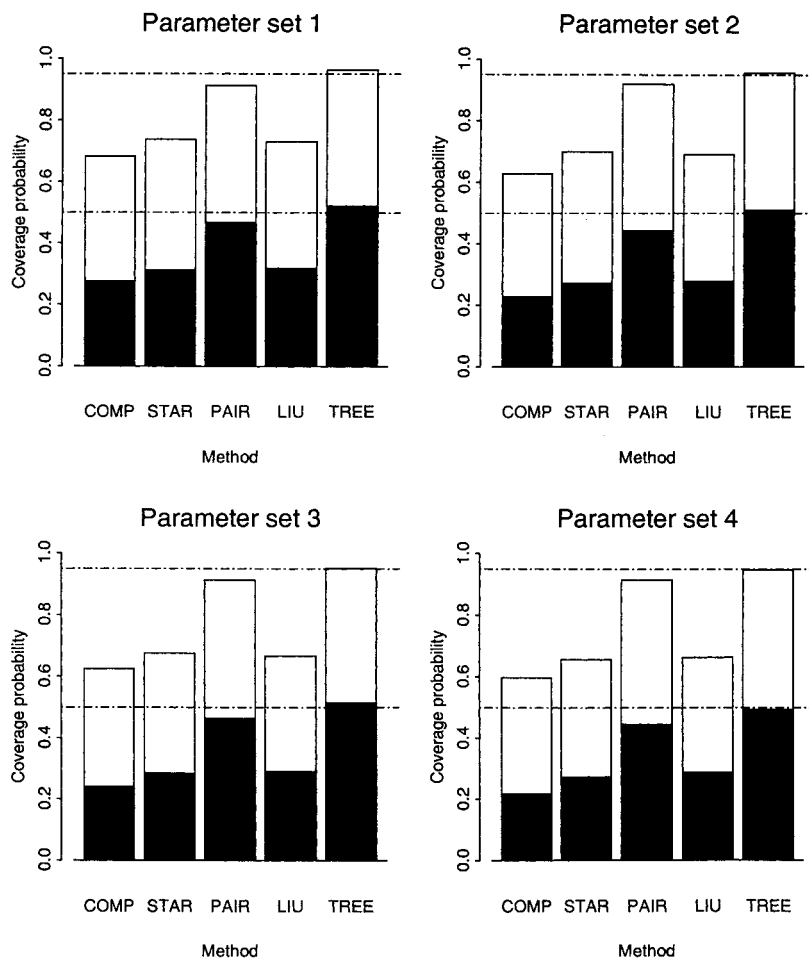 Parameter set 1
Coverage probability
0.0 0.2 0.4 0.6 0.8 1.0
COMP STAR PAIR LIU TREE
Method
Parameter set 2
Coverage probability
0.0 0.2 0.4 0.6 0.8 1.0
COMP STAR PAIR LIU TREE
Method
Parameter set 3
Coverage probability
0.0 0.2 0.4 0.6 0.8 1.0
COMP STAR PAIR LIU TREE
Method
Parameter set 4
Coverage probability
0.0 0.2 0.4 0.6 0.8 1.0
COMP STAR PAIR LIU TREE
Method